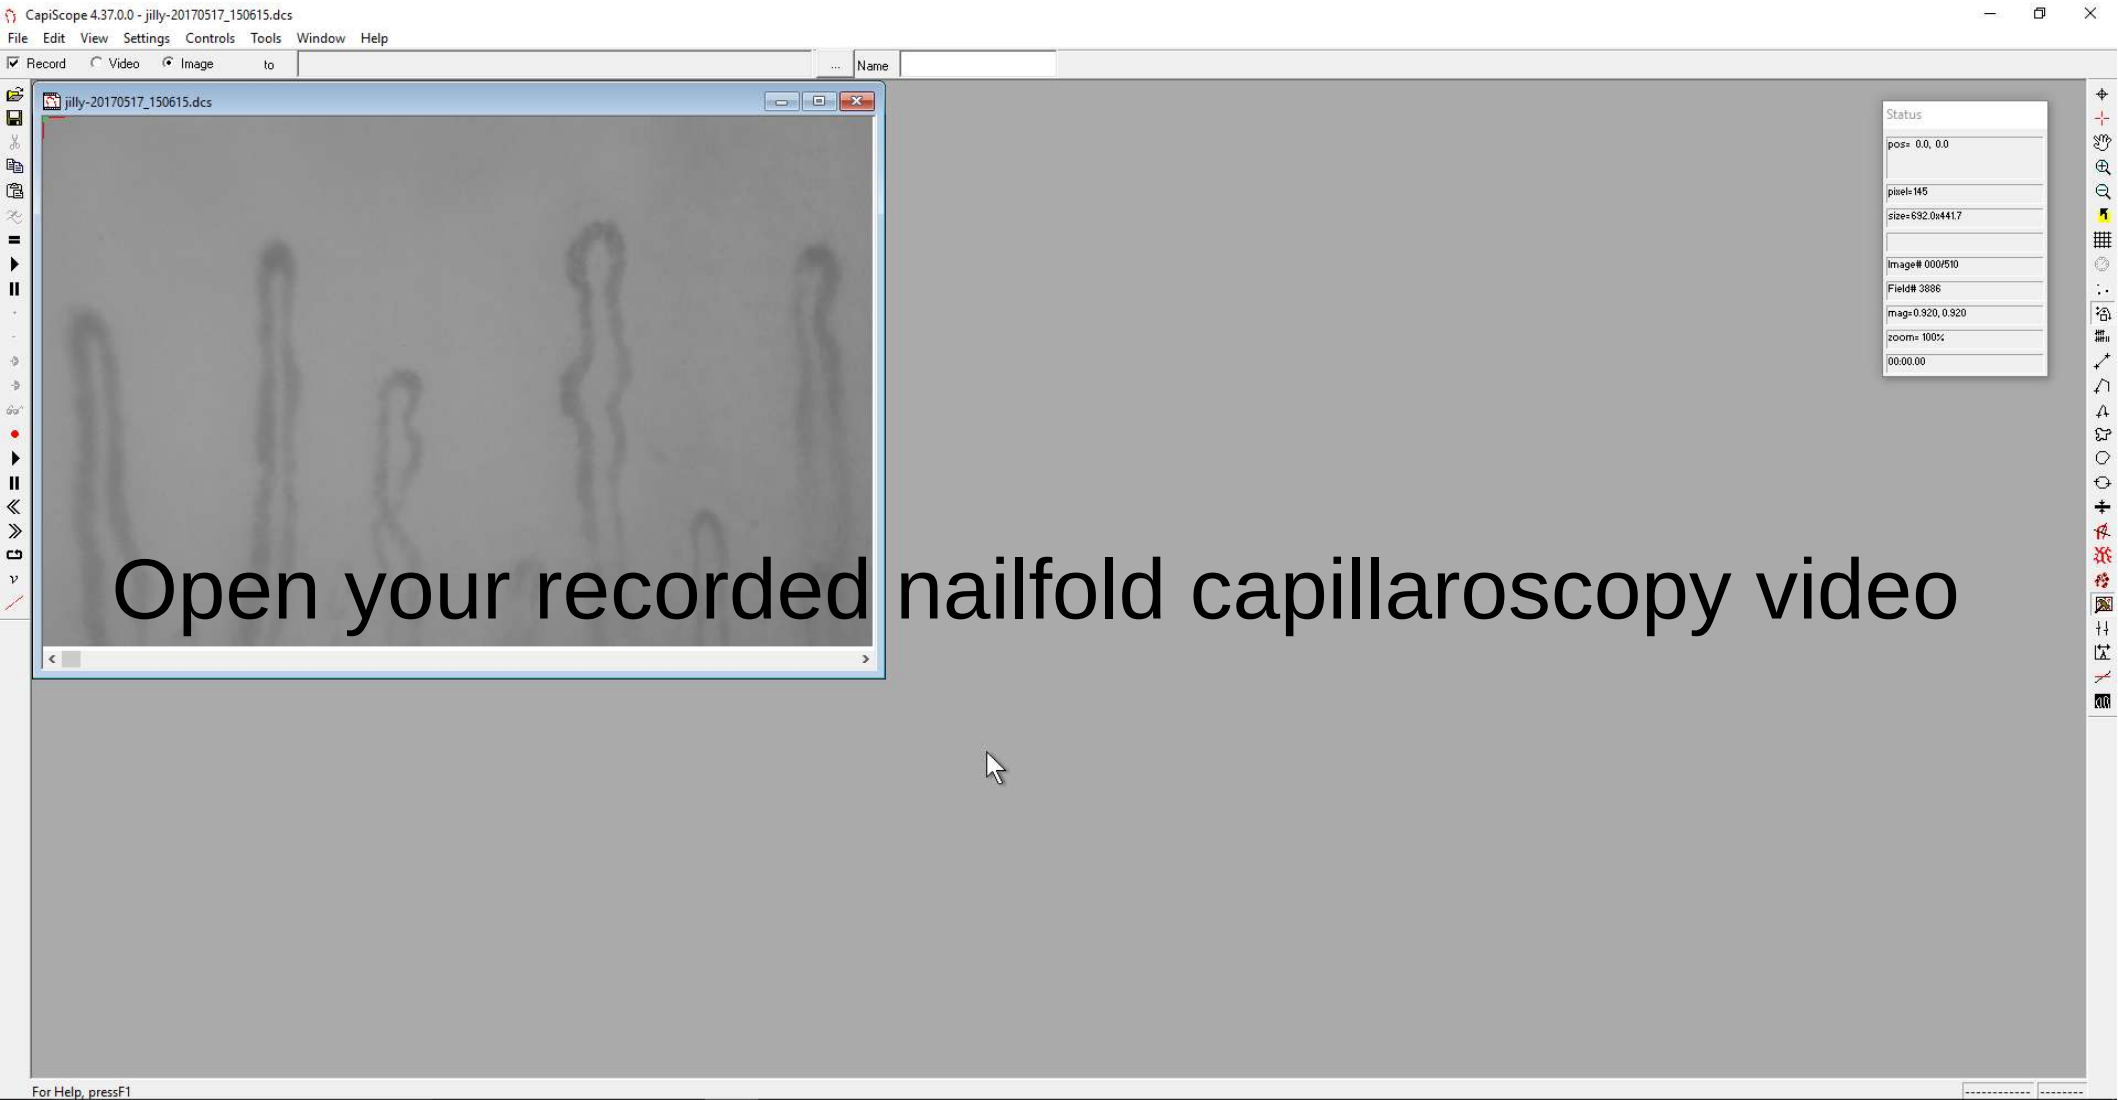 CapiScope 4.37.0.0 - jilly-20170517_150615.dcs
File Edit View Settings Controls Tools Window Help
Record Video Image to ... Name
jilly-20170517_150615.dcs
Status
pos= 0.0, 0.0
pixel=145
size=692.0x441.7
Image# 000/510
Field# 3886
mag=0.920, 0.920
zoom= 100%
00:00.00
Open your recorded nailfold capillaroscopy video
For Help, pressF1